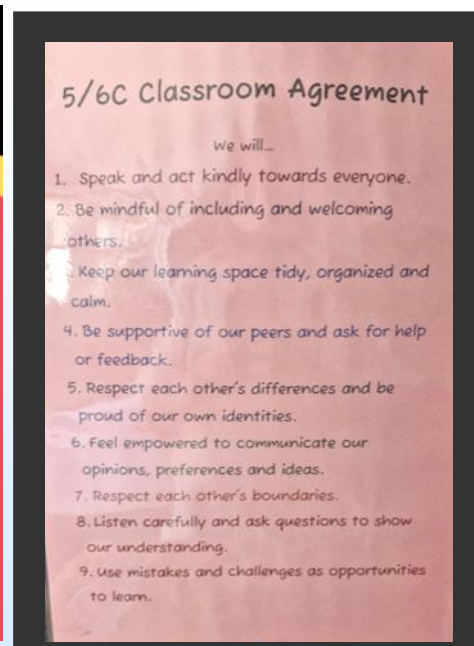 5/6C Classroom Agreement
We will...
1. Speak and act kindly towards everyone.
2. Be mindful of including and welcoming
others.
Keep our learning space tidy, organized and
calm.
4. Be supportive of our peers and ask for help
or feedback.
5. Respect each other's differences and be
proud of our own identities.
6. Feel empowered to communicate our
opinions, preferences and ideas.
7. Respect each other's boundaries.
8. Listen carefully and ask questions to show
our understanding.
9. Use mistakes and challenges as opportunities
to learn.